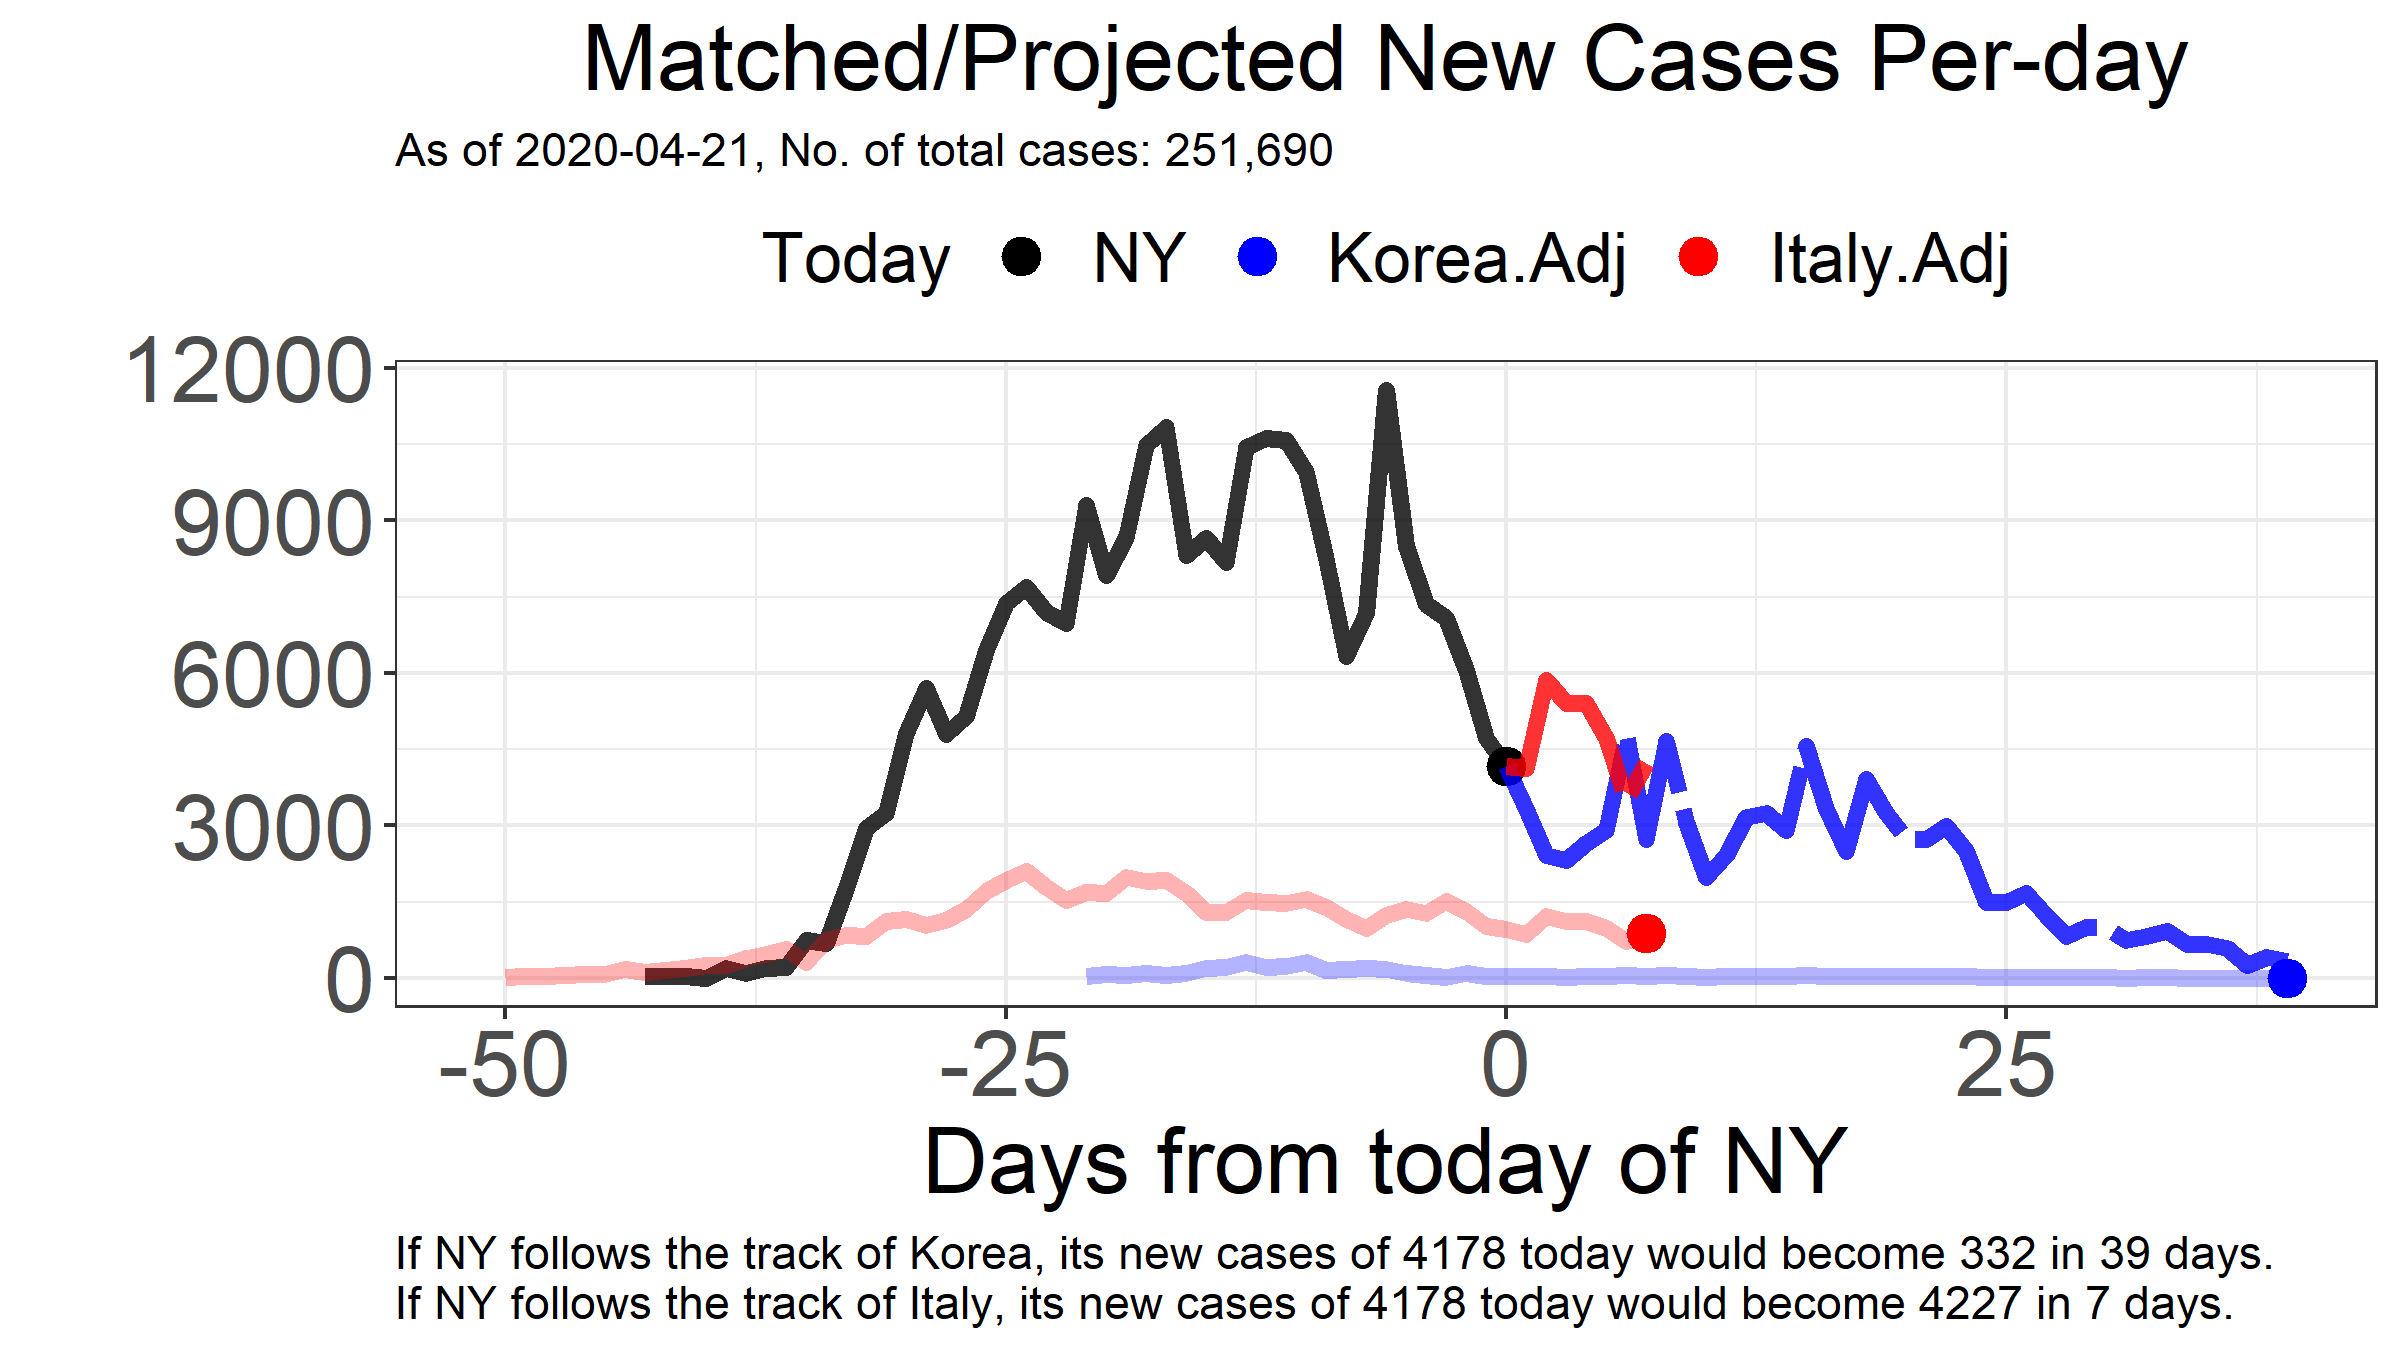 Matched/Projected New Cases Per-day
As of 2020-04-21, No. of total cases: 251,690
Today NY Korea.Adj Italy.Adj
12000
9000
6000
3000
0
-50 -25 0 25
Days from today of NY
If NY follows the track of Korea, its new cases of 4178 today would become 332 in 39 days.
If NY follows the track of Italy, its new cases of 4178 today would become 4227 in 7 days.